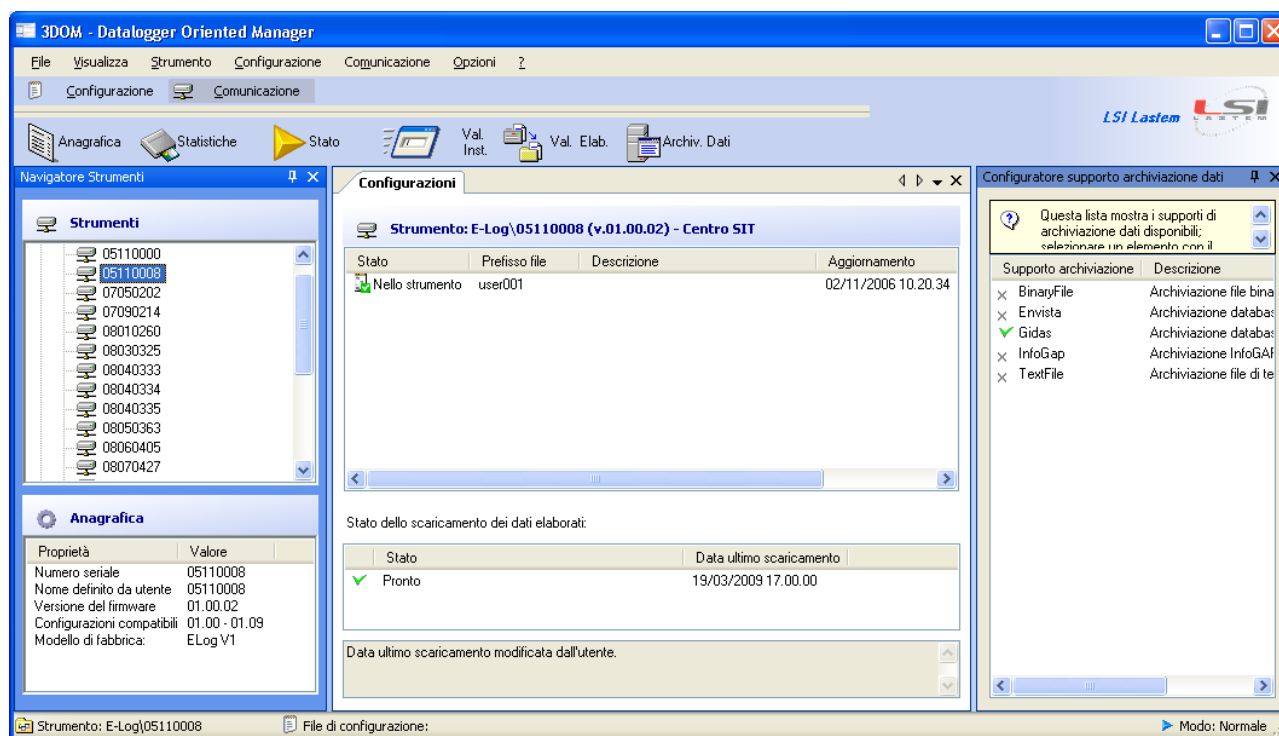 3DOM - Datalogger Oriented Manager
File Visualizza Strumento Configurazione Comunicazione Opzioni ?
Configurazione Comunicazione
LSI Lastem
LSI
LASTEM
Anagrafica Statistiche Stato Val. Inst. Val. Elab. Archiv. Dati
Navigatore Strumenti
Strumenti
05110000
05110008
07050202
07090214
08010260
08030325
08040333
08040334
08040335
08050363
08060405
08070427
Anagrafica
Proprietà Valore
Numero seriale 05110008
Nome definito da utente 05110008
Versione del firmware 01.00.02
Configurazioni compatibili 01.00 - 01.09
Modello di fabbrica: ELog V1
Configurazioni
Strumento: E-Log\05110008 (v.01.00.02) - Centro SIT
Stato Prefisso file Descrizione Aggiornamento
Nello strumento user001 02/11/2006 10.20.34
Stato dello scaricamento dei dati elaborati:
Stato Data ultimo scaricamento
Pronto 19/03/2009 17.00.00
Data ultimo scaricamento modificata dall'utente.
Configuratore supporto archiviazione dati
Questa lista mostra i supporti di
archiviazione dati disponibili;
selezionare un elemento con il
Supporto archiviazione Descrizione
BinaryFile Archiviazione file bina
Envista Archiviazione databas
Gidas Archiviazione databas
InfoGap Archiviazione InfoGAP
TextFile Archiviazione file di te
Strumento: E-Log\05110008 File di configurazione: Modo: Normale